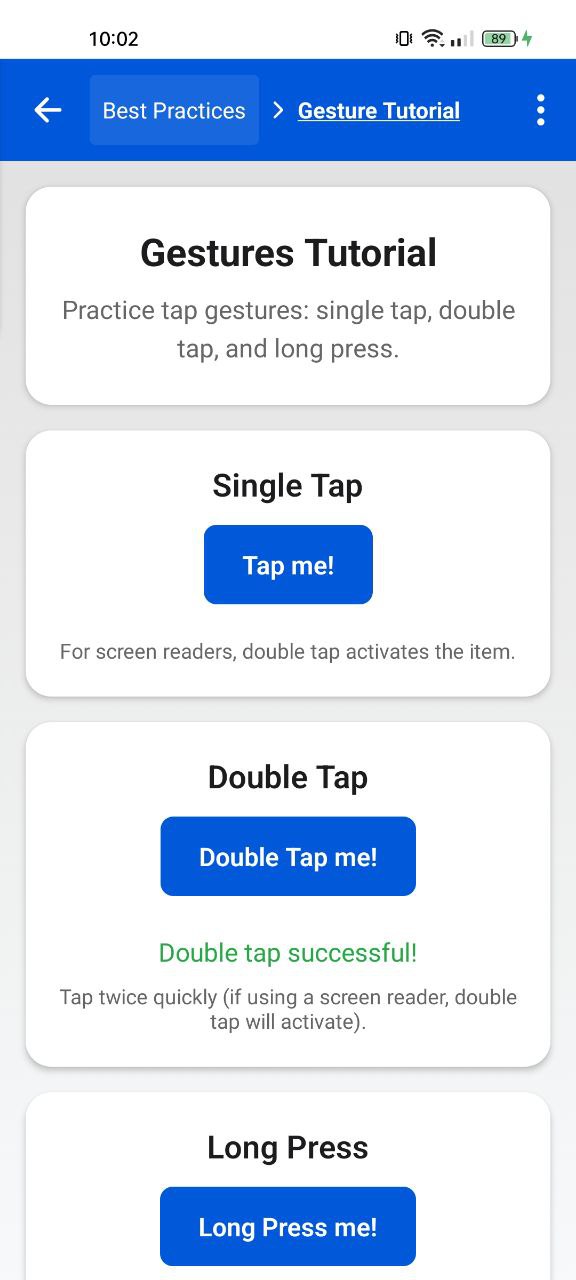 10:02
89
Best Practices
Gesture Tutorial
Gestures Tutorial
Practice tap gestures: single tap, double
tap, and long press.
Single Tap
Tap me!
For screen readers, double tap activates the item.
Double Tap
Double Tap me!
Double tap successful!
Tap twice quickly (if using a screen reader, double
tap will activate).
Long Press
Long Press me!